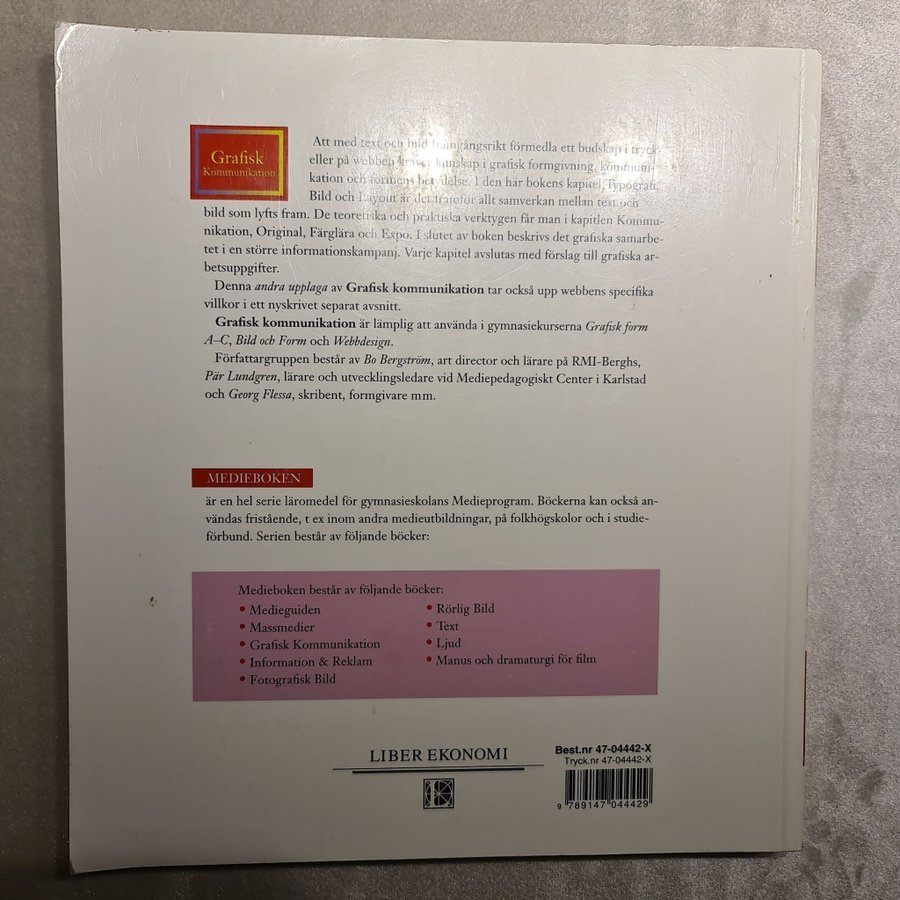 Grafisk
Kommunikation
Att med text och bild framgångsrikt förmedla ett budskap i tryck
eller på webben kräver kunskap i grafisk formgivning, kommuni-
kation och formens betydelse. I den här bokens kapitel Typografi,
Bild och Layout är det framför allt samverkan mellan text och
bild som lyfts fram. De teoretiska och praktiska verktygen får man i kapitlen Kommu-
nikation, Original, Färglära och Expo. I slutet av boken beskrivs det grafiska samarbe-
tet i en större informationskampanj. Varje kapitel avslutas med förslag till grafiska ar-
betsuppgifter.
Denna andra upplaga av Grafisk kommunikation tar också upp webbens specifika
villkor i ett nyskrivet separat avsnitt.
Grafisk kommunikation är lämplig att använda i gymnasiekurserna Grafisk form
A–C, Bild och Form och Webbdesign.
Författargruppen består av Bo Bergström, art director och lärare på RMI-Berghs,
Pär Lundgren, lärare och utvecklingsledare vid Mediepedagogiskt Center i Karlstad
och Georg Flessa, skribent, formgivare mm.
MEDIEBOKEN
är en hel serie läromedel för gymnasieskolans Medieprogram. Böckerna kan också an-
vändas fristående, t ex inom andra medieutbildningar, på folkhögskolor och i studie-
förbund. Serien består av följande böcker:
Medieboken består av följande böcker:
• Medieguiden
• Massmedier
• Grafisk Kommunikation
• Information & Reklam
• Fotografisk Bild
• Rörlig Bild
• Text
• Ljud
• Manus och dramaturgi för film
LIBER EKONOMI
Best.nr 47-04442-X
Tryck.nr 47-04442-X
9 789147 044429